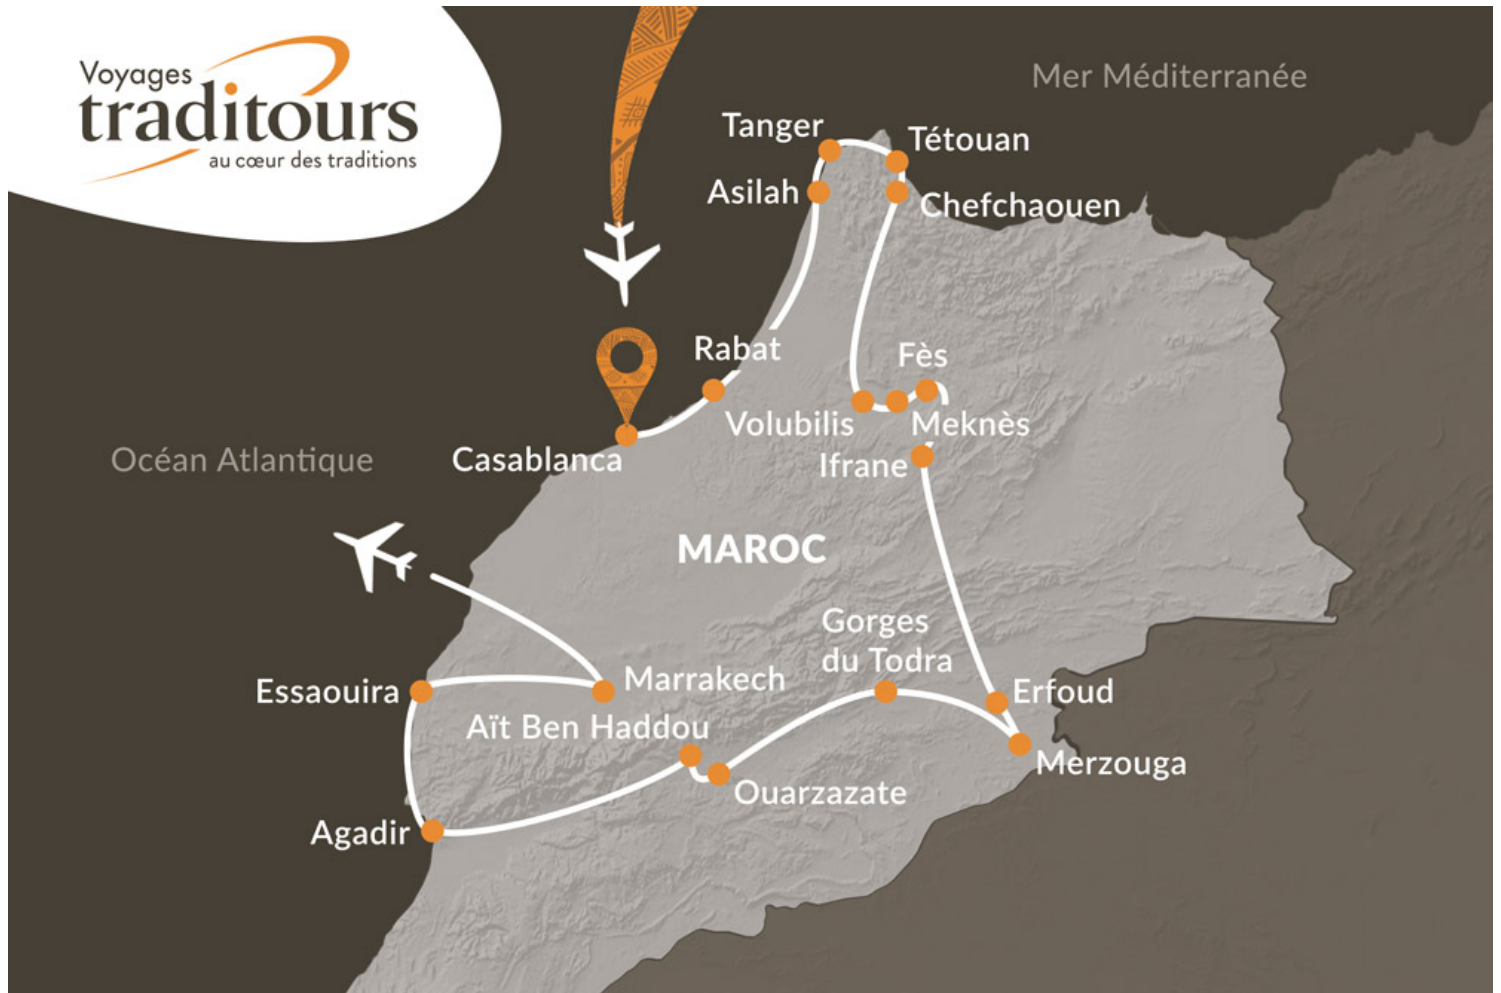 Voyages
traditours
au cœur des traditions
Mer Méditerranée
Tanger
Tétouan
Asilah
Chefchaouen
Rabat
Fès
Volubilis
Meknès
Océan Atlantique
Casablanca
Ifrane
MAROC
Gorges
du Todra
Essaouira
Marrakech
Erfoud
Aït Ben Haddou
Merzouga
Ouarzazate
Agadir